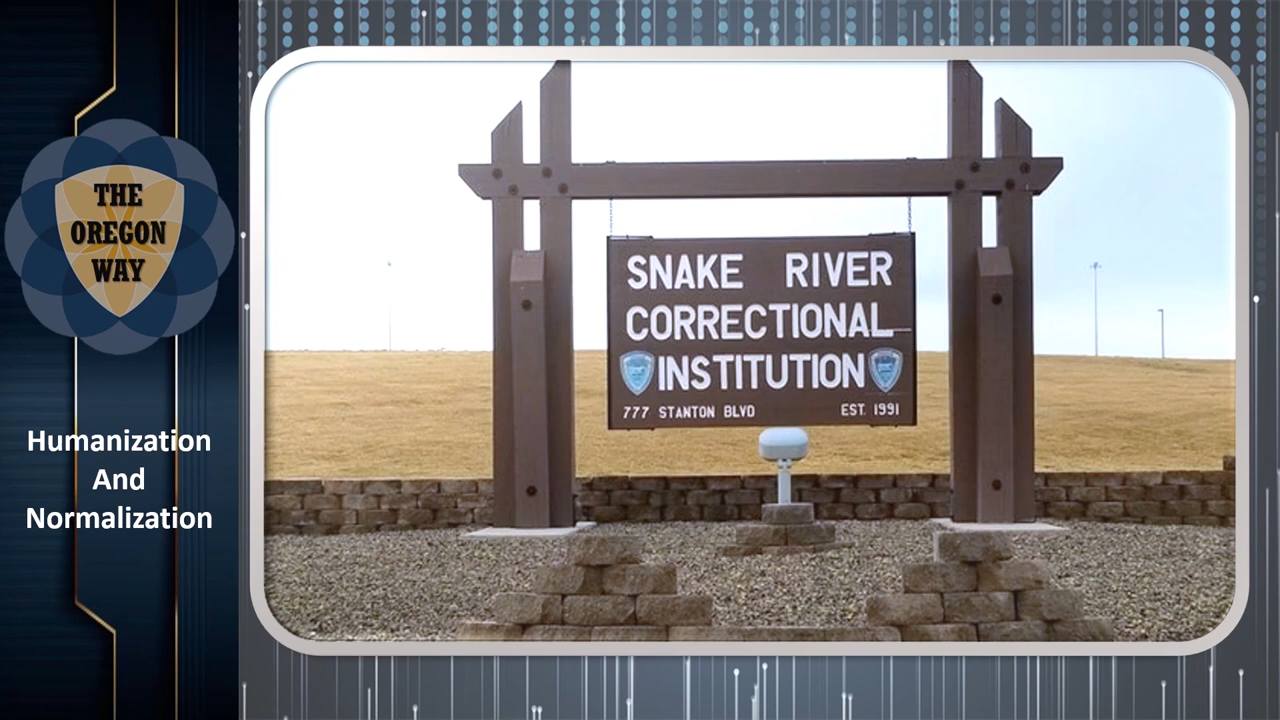 THE
OREGON
WAY
Humanization
And
Normalization
SNAKE RIVER
CORRECTIONAL
INSTITUTION
777 STANTON BLVD EST. 1991